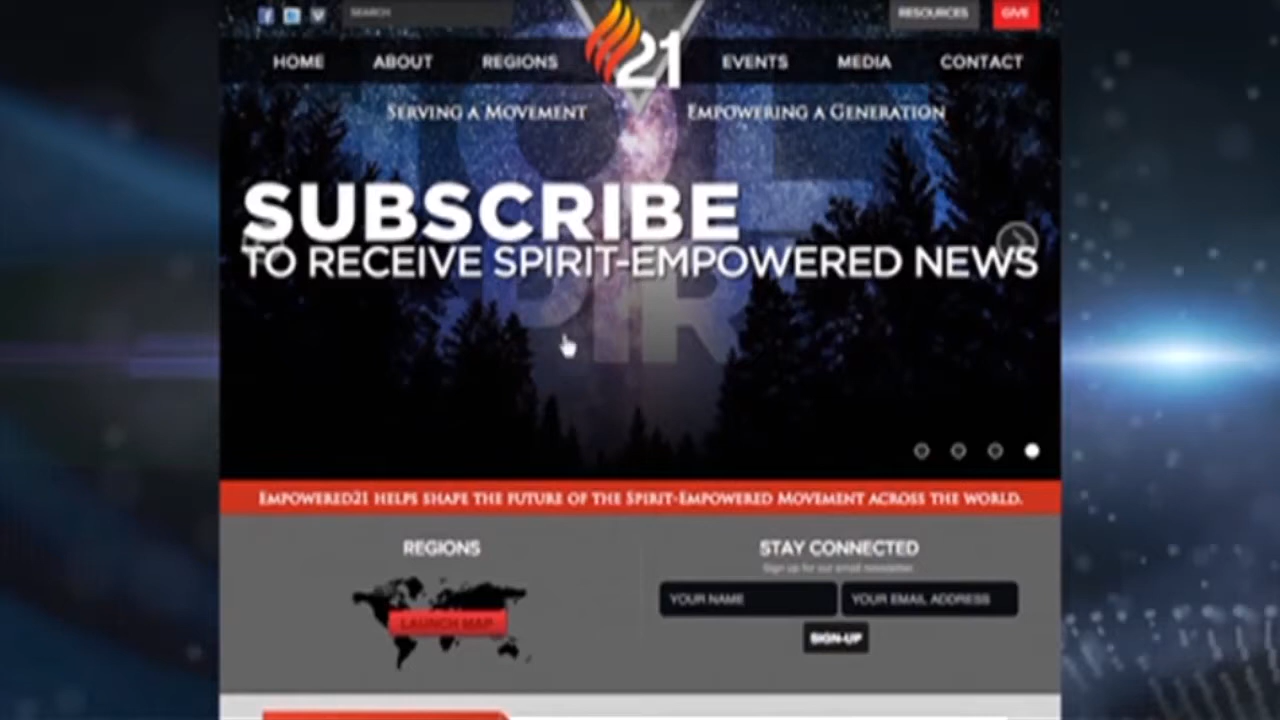 SEARCH
RESOURCES
GIVE
HOME ABOUT REGIONS 21 EVENTS MEDIA CONTACT
SERVING A MOVEMENT EMPOWERING A GENERATION
SUBSCRIBE
TO RECEIVE SPIRIT-EMPOWERED NEWS
EMPOWERED21 HELPS SHAPE THE FUTURE OF THE SPIRIT-EMPOWERED MOVEMENT ACROSS THE WORLD.
REGIONS
LAUNCH MAP
STAY CONNECTED
Sign up for our email newsletter.
YOUR NAME YOUR EMAIL ADDRESS
SIGN-UP